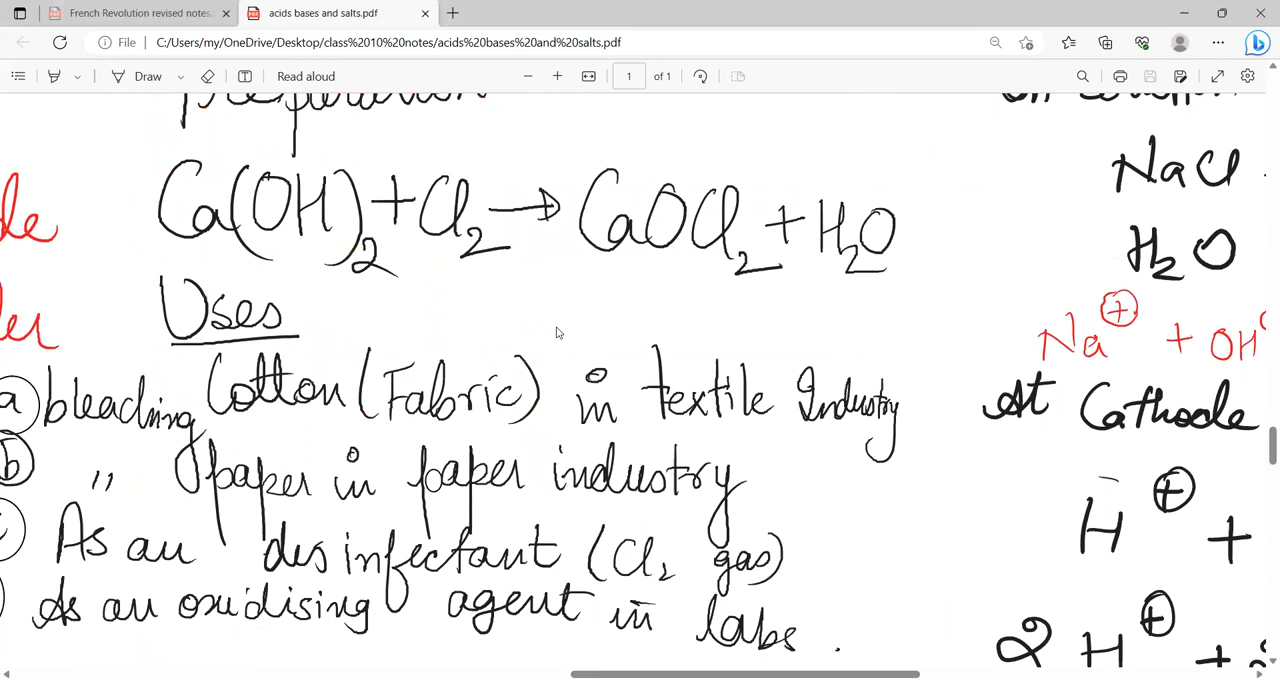 French Revolution revised notes.
acids bases and salts.pdf
File
C:/Users/my/OneDrive/Desktop/class%2010%20notes/acids%20bases%20and%20salts.pdf
Draw
Read aloud
1 of 1
Preparation
Ca(OH)2 + Cl2 → CaOCl2 + H2O
Uses
a bleaching Cotton (Fabric) in textile Industry
b " paper in paper industry
As an desinfectant (Cl2 gas)
As an oxidising agent in labs.
NaCl
H2O
Na⊕ + OH
At Cathode
H⊕ +
2H⊕ +